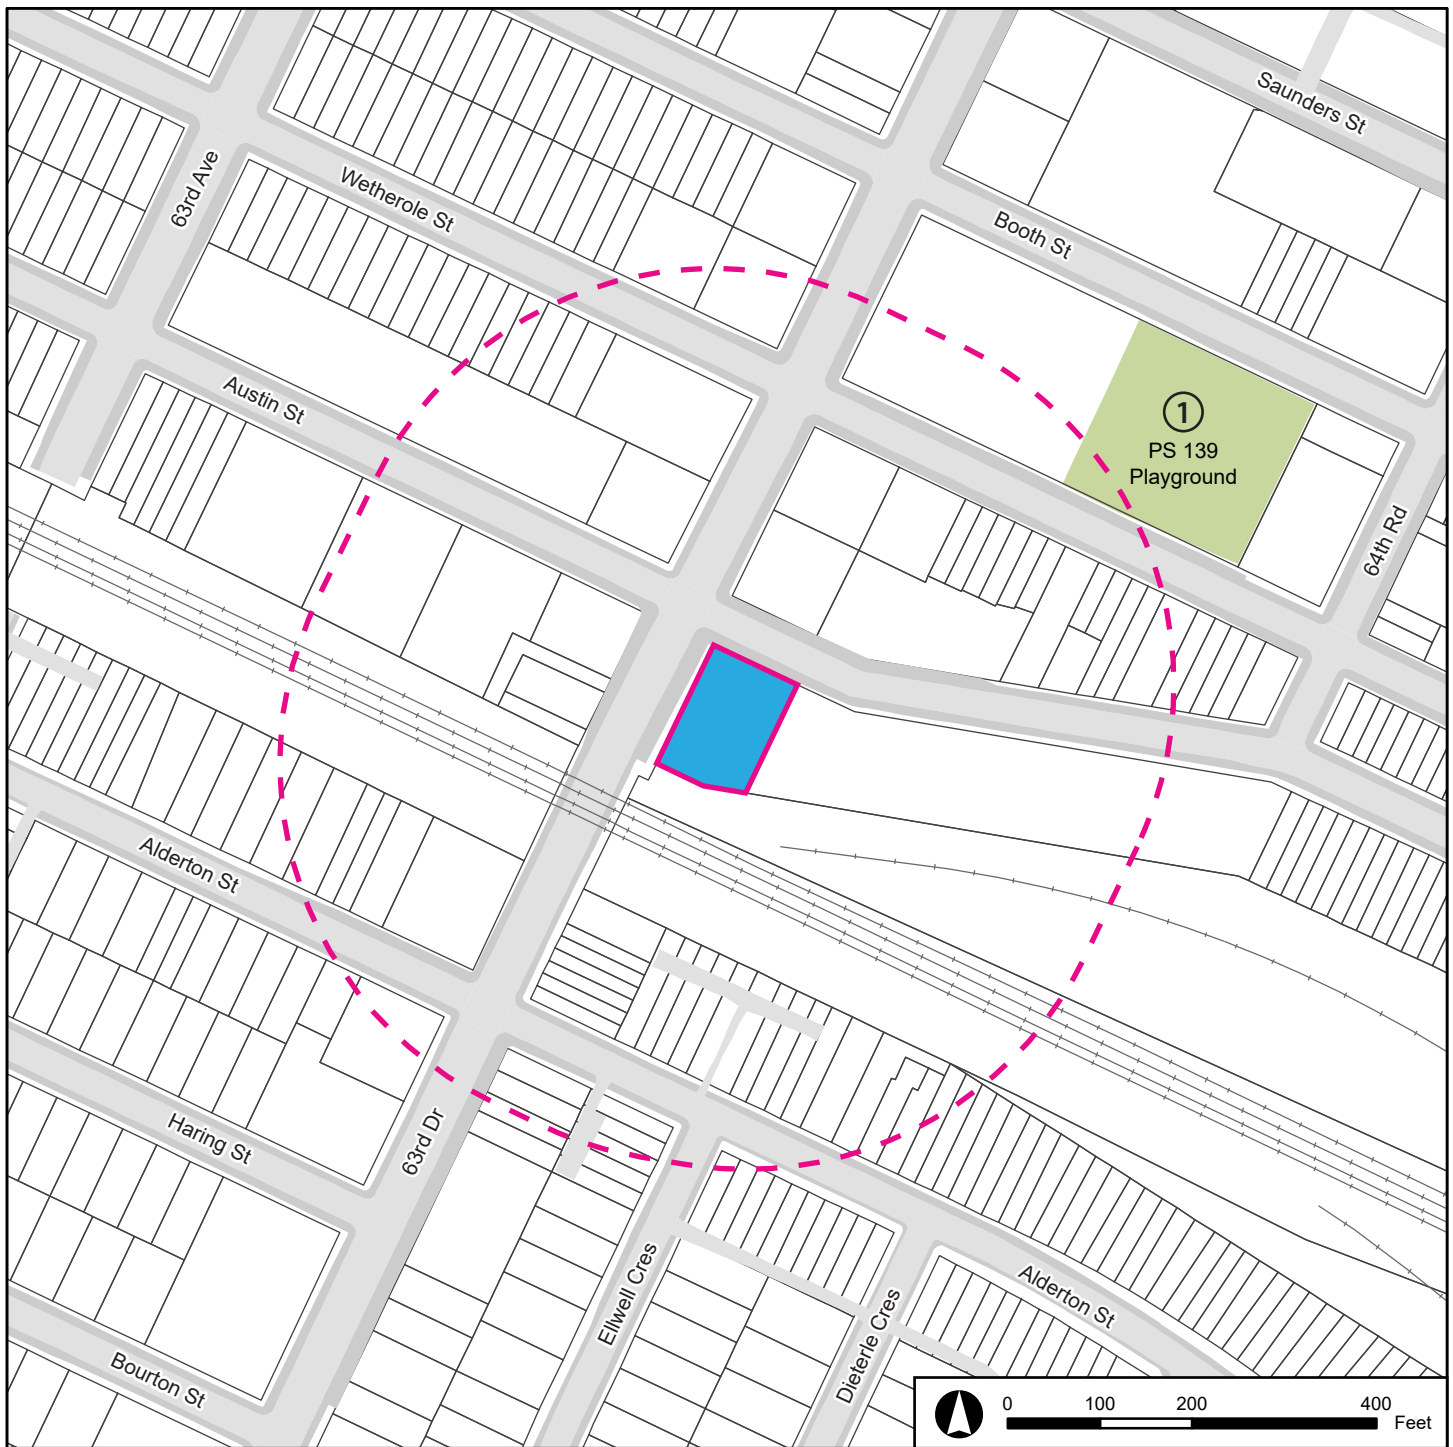 Saunders St
63rd Ave
Wetherole St
Booth St
Austin St
1
PS 139
Playground
64th Rd
Alderton St
Haring St
63rd Dr
Ellwell Cres
Dieterle Cres
Alderton St
Bourton St
0 100 200 400
Feet